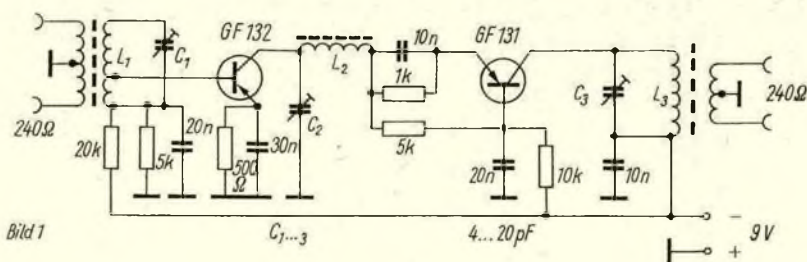 GF 132
GF 131
10n
L₁
C₁
L₂
1k
C₃
L₃
240Ω
20n
C₂
5k
240Ω
20k
5k
500
Ω
30n
20n
10k
10n
Bild 1
C₁...₃
4...20pF
−
9V
+